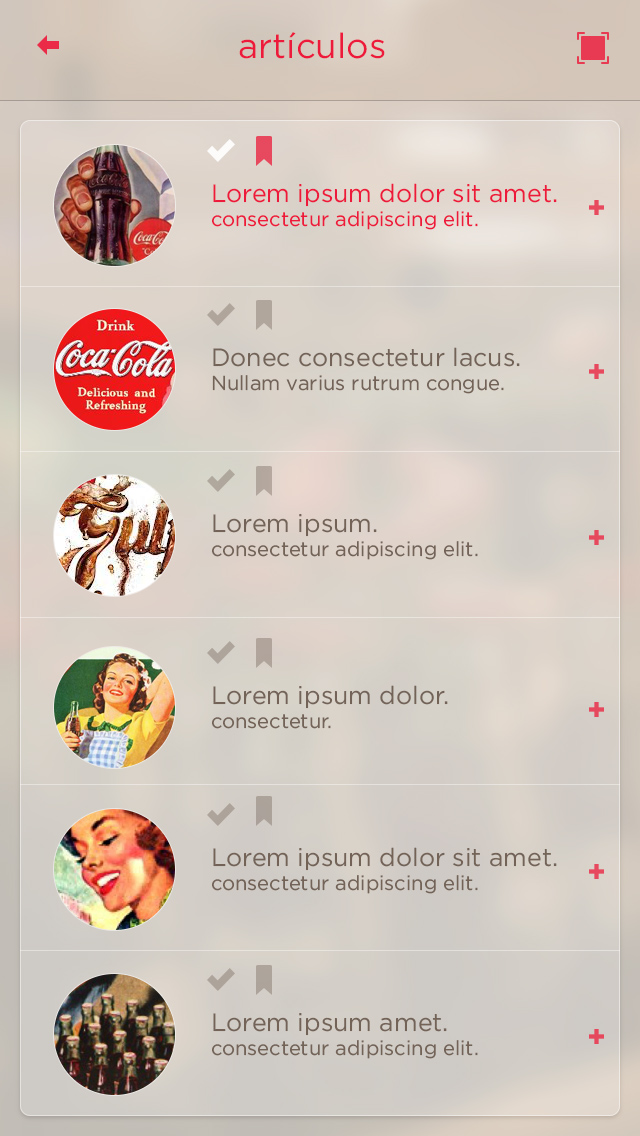 artículos
Coca-Cola
Lorem ipsum dolor sit amet.
consectetur adipiscing elit.
Drink
Coca-Cola
Delicious and
Refreshing
Donec consectetur lacus.
Nullam varius rutrum congue.
Gulp
Lorem ipsum.
consectetur adipiscing elit.
Lorem ipsum dolor.
consectetur.
Lorem ipsum dolor sit amet.
consectetur adipiscing elit.
Lorem ipsum amet.
consectetur adipiscing elit.